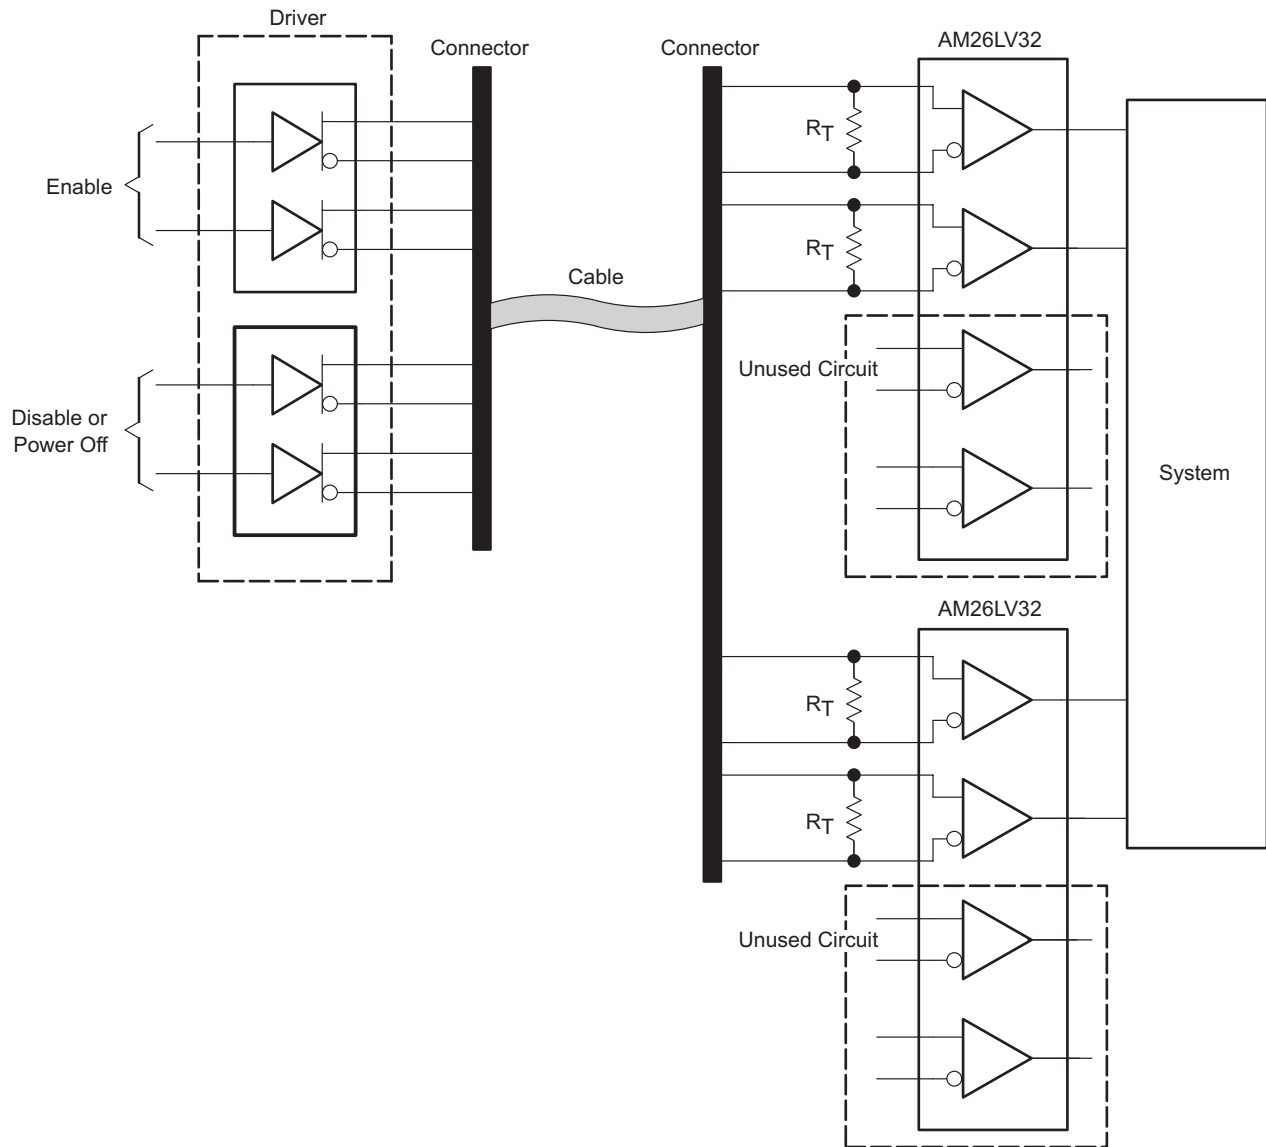 Driver
Connector
Connector
AM26LV32
Enable
RT
RT
Cable
Unused Circuit
Disable or
Power Off
System
AM26LV32
RT
RT
Unused Circuit